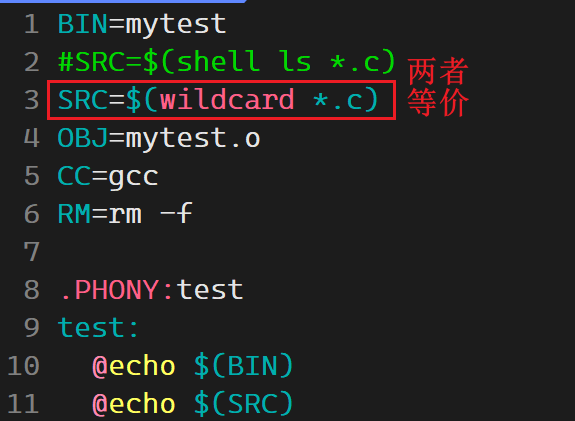 1 BIN=mytest
2 #SRC=$(shell ls *.c)
两者
3 SRC=$(wildcard *.c)
等价
4 OBJ=mytest.o
5 CC=gcc
6 RM=rm -f
7
8 .PHONY:test
9 test:
10   @echo $(BIN)
11   @echo $(SRC)